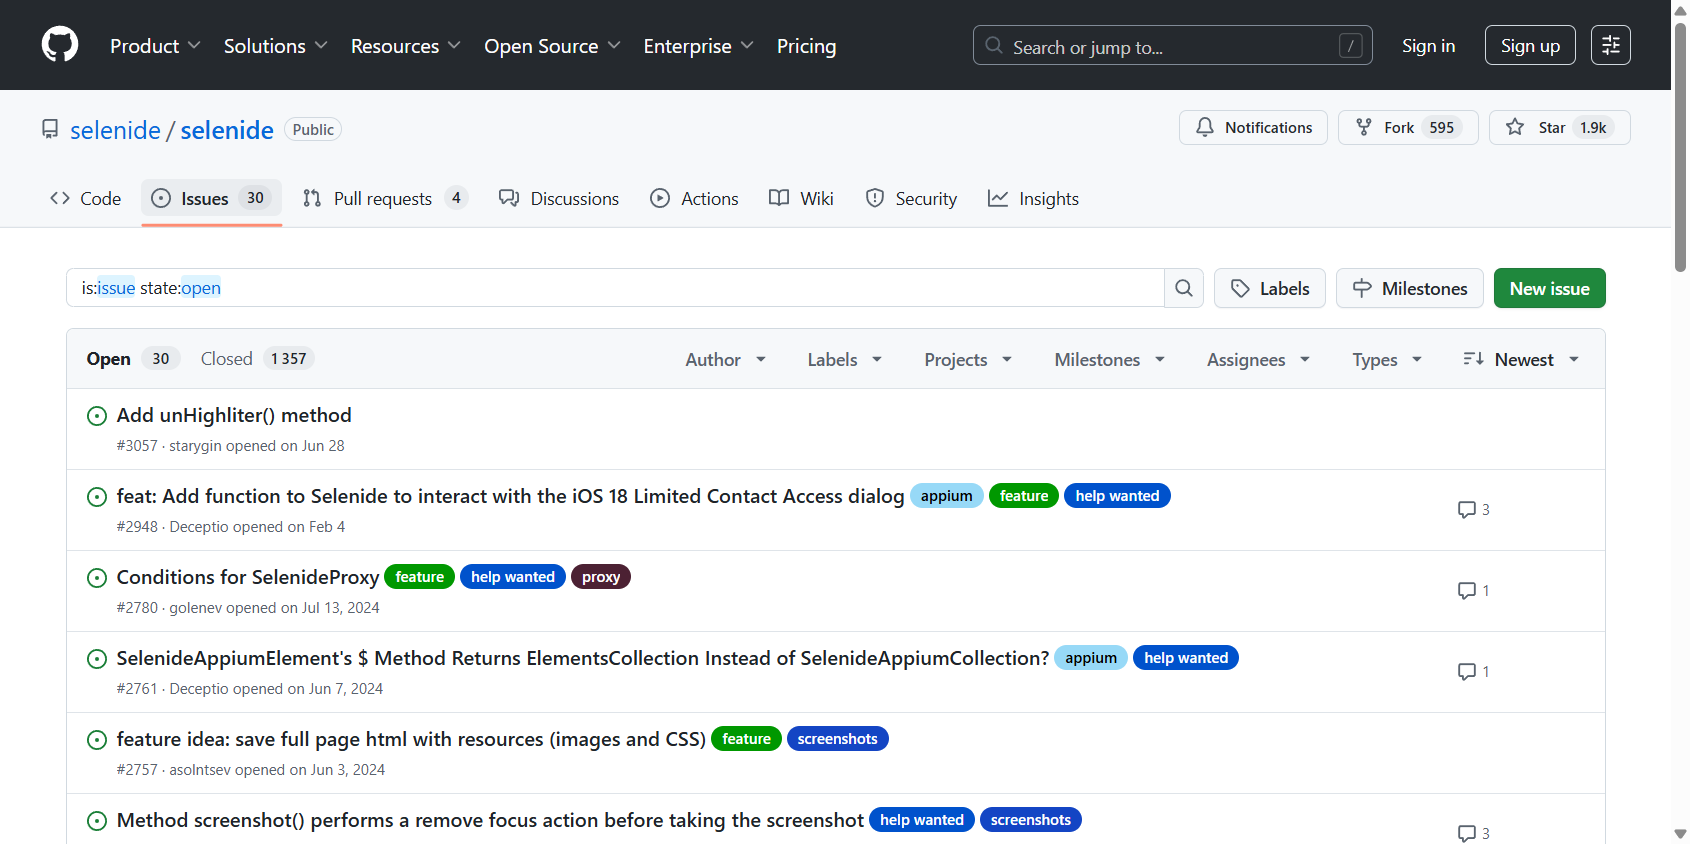 Product Solutions Resources Open Source Enterprise Pricing Search or jump to... / Sign in Sign up
selenide / selenide Public Notifications Fork 595 Star 1.9k
Code Issues 30 Pull requests 4 Discussions Actions Wiki Security Insights
is:issue state:open Labels Milestones New issue
Open 30 Closed 1 357 Author Labels Projects Milestones Assignees Types Newest
Add unHighliter() method
#3057 · starygin opened on Jun 28
feat: Add function to Selenide to interact with the iOS 18 Limited Contact Access dialog appium feature help wanted 3
#2948 · Deceptio opened on Feb 4
Conditions for SelenideProxy feature help wanted proxy 1
#2780 · golenev opened on Jul 13, 2024
SelenideAppiumElement's $ Method Returns ElementsCollection Instead of SelenideAppiumCollection? appium help wanted 1
#2761 · Deceptio opened on Jun 7, 2024
feature idea: save full page html with resources (images and CSS) feature screenshots
#2757 · asolntsev opened on Jun 3, 2024
Method screenshot() performs a remove focus action before taking the screenshot help wanted screenshots 3